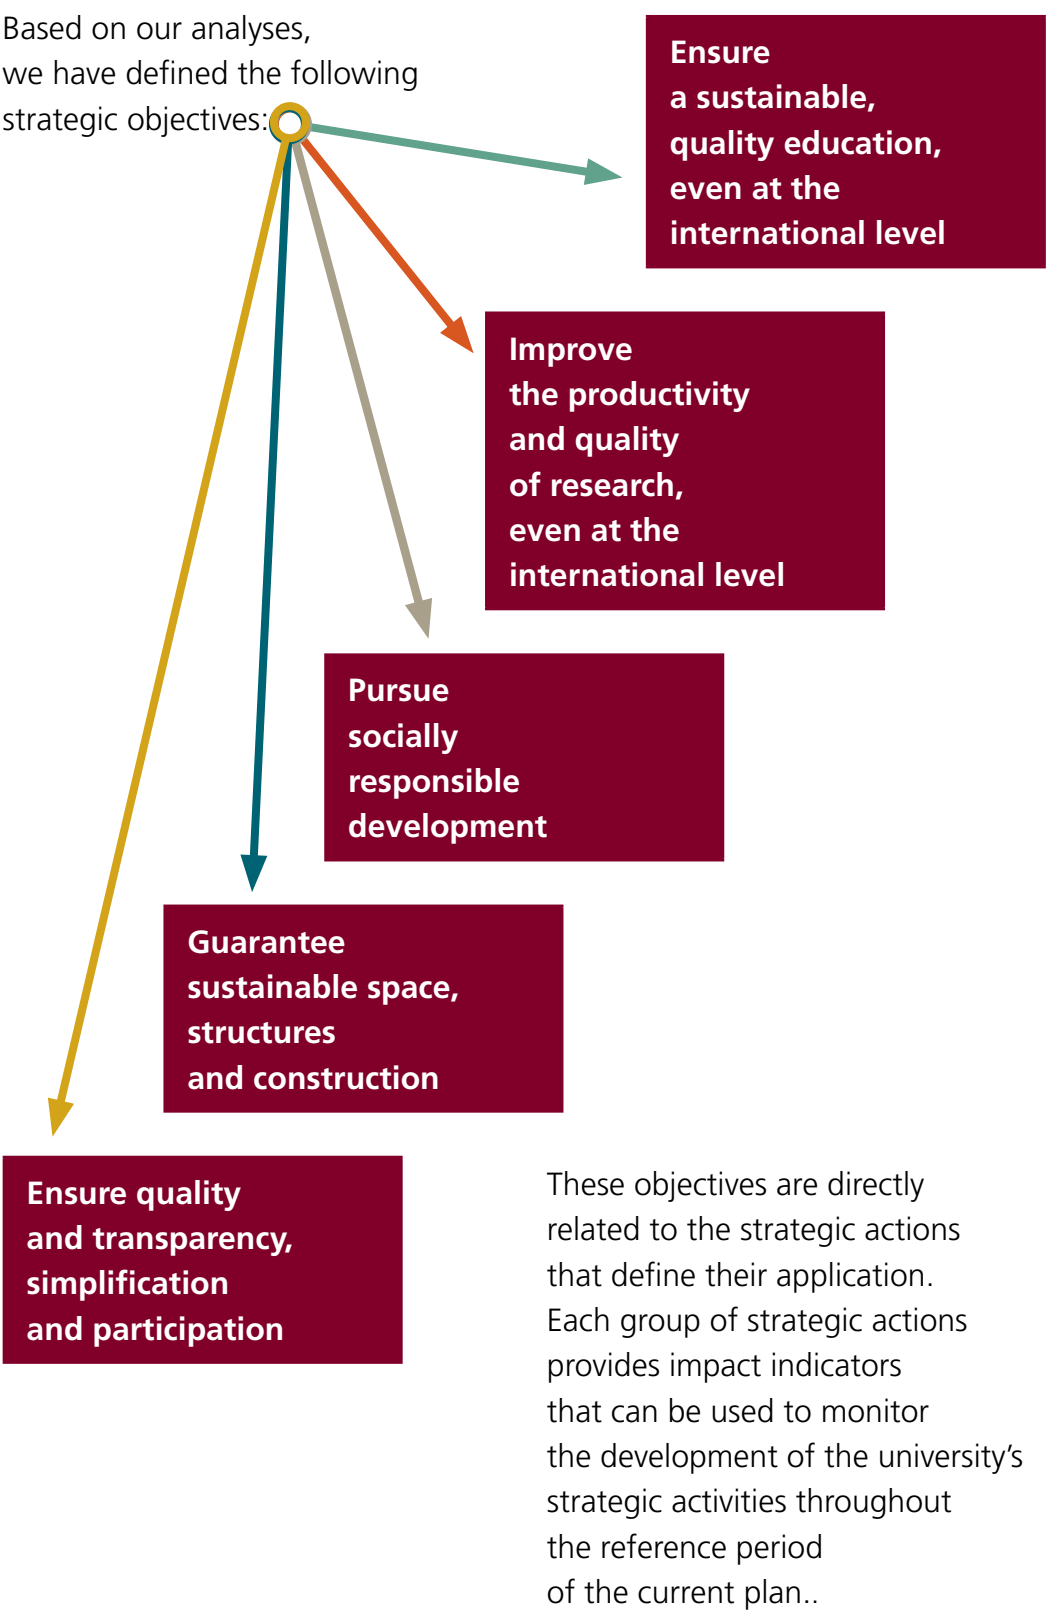 Based on our analyses,
we have defined the following
strategic objectives:
Ensure
a sustainable,
quality education,
even at the
international level
Improve
the productivity
and quality
of research,
even at the
international level
Pursue
socially
responsible
development
Guarantee
sustainable space,
structures
and construction
Ensure quality
and transparency,
simplification
and participation
These objectives are directly
related to the strategic actions
that define their application.
Each group of strategic actions
provides impact indicators
that can be used to monitor
the development of the university’s
strategic activities throughout
the reference period
of the current plan..